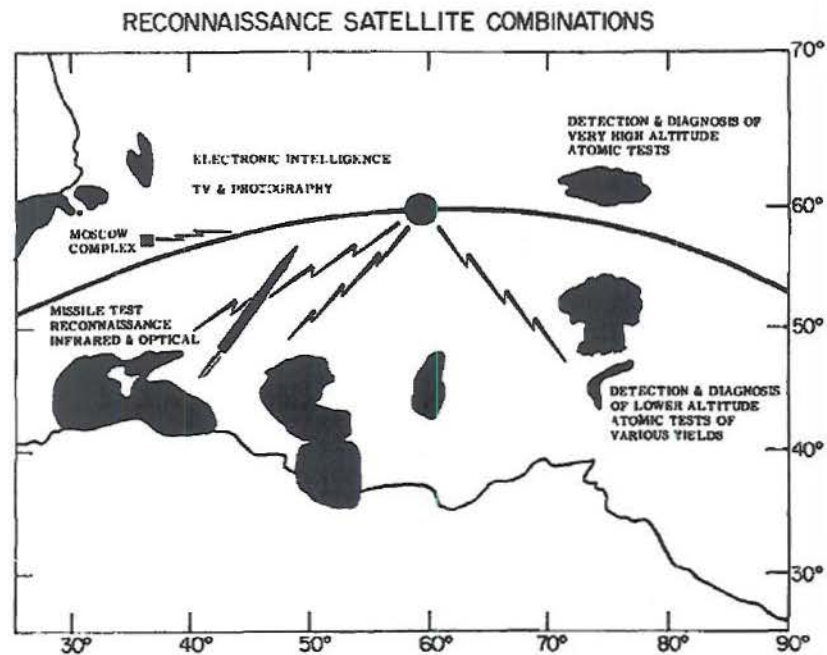 RECONNAISSANCE SATELLITE COMBINATIONS
70°
DETECTION & DIAGNOSIS OF
VERY HIGH ALTITUDE
ATOMIC TESTS
ELECTRONIC INTELLIGENCE
TV & PHOTOGRAPHY
60°
MOSCOW
COMPLEX
MISSILE TEST
RECONNAISSANCE
INFRARED & OPTICAL
50°
DETECTION & DIAGNOSIS
OF LOWER ALTITUDE
ATOMIC TESTS OF
VARIOUS YIELDS
40°
30°
30° 40° 50° 60° 70° 80° 90°